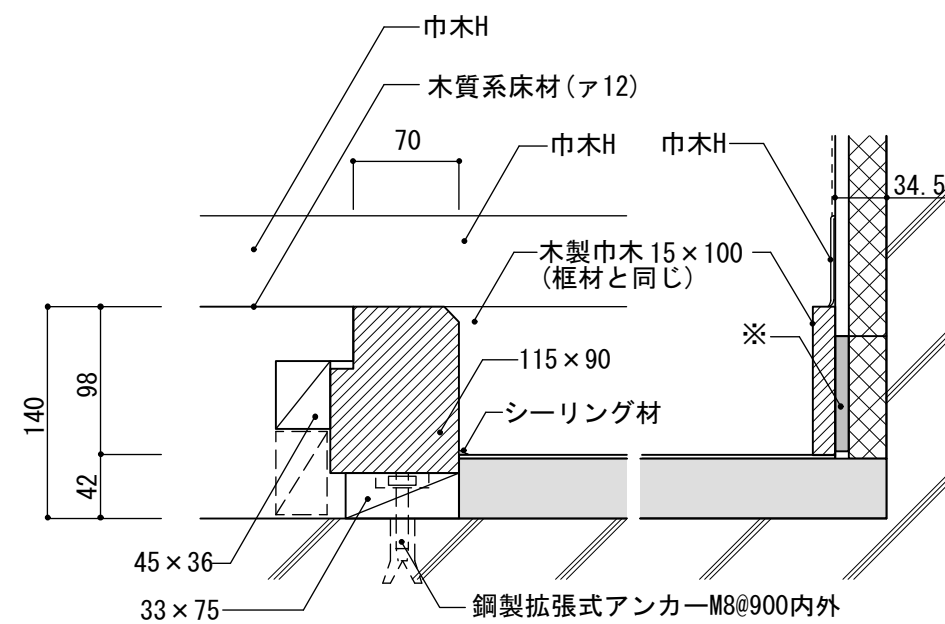 巾木H
木質系床材(ァ12)
70
巾木H
巾木H
34.5
木製巾木15×100
(框材と同じ)
※
115×90
シーリング材
140
98
42
45×36
33×75
鋼製拡張式アンカーM8@900内外